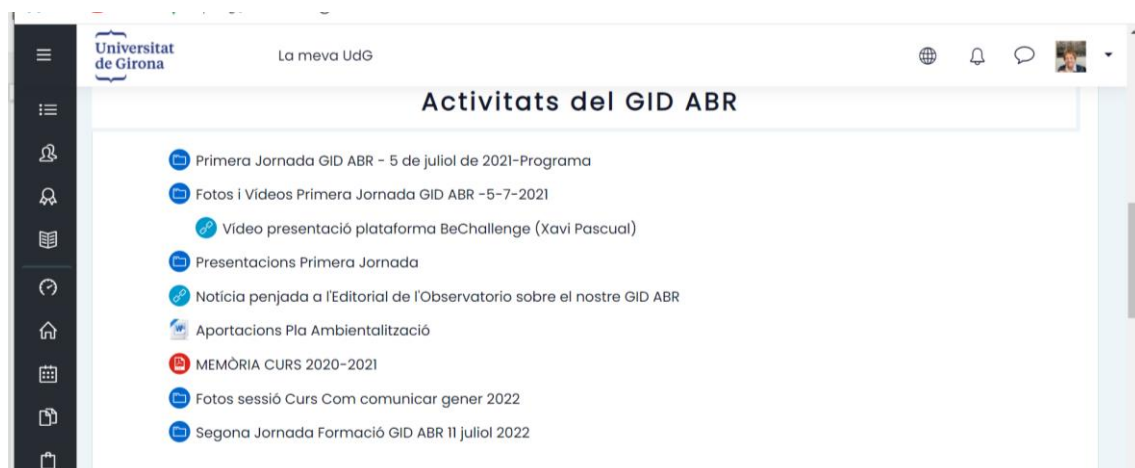 Universitat
de Girona
La meva UdG
Activitats del GID ABR
Primera Jornada GID ABR - 5 de juliol de 2021-Programa
Fotos i Vídeos Primera Jornada GID ABR -5-7-2021
Vídeo presentació plataforma BeChallenge (Xavi Pascual)
Presentacions Primera Jornada
Notícia penjada a l'Editorial de l'Observatorio sobre el nostre GID ABR
Aportacions Pla Ambientalització
MEMÒRIA CURS 2020-2021
Fotos sessió Curs Com comunicar gener 2022
Segona Jornada Formació GID ABR 11 juliol 2022